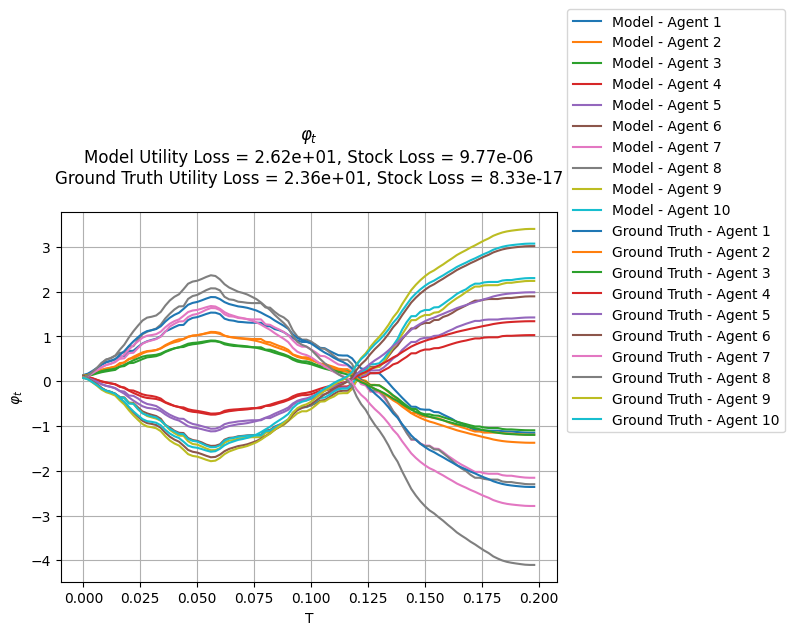 φt
Model Utility Loss = 2.62e+01, Stock Loss = 9.77e-06
Ground Truth Utility Loss = 2.36e+01, Stock Loss = 8.33e-17
Model - Agent 1
Model - Agent 2
Model - Agent 3
Model - Agent 4
Model - Agent 5
Model - Agent 6
Model - Agent 7
Model - Agent 8
Model - Agent 9
Model - Agent 10
Ground Truth - Agent 1
Ground Truth - Agent 2
Ground Truth - Agent 3
Ground Truth - Agent 4
Ground Truth - Agent 5
Ground Truth - Agent 6
Ground Truth - Agent 7
Ground Truth - Agent 8
Ground Truth - Agent 9
Ground Truth - Agent 10
φt
3
2
1
0
−1
−2
−3
−4
0.000 0.025 0.050 0.075 0.100 0.125 0.150 0.175 0.200
T